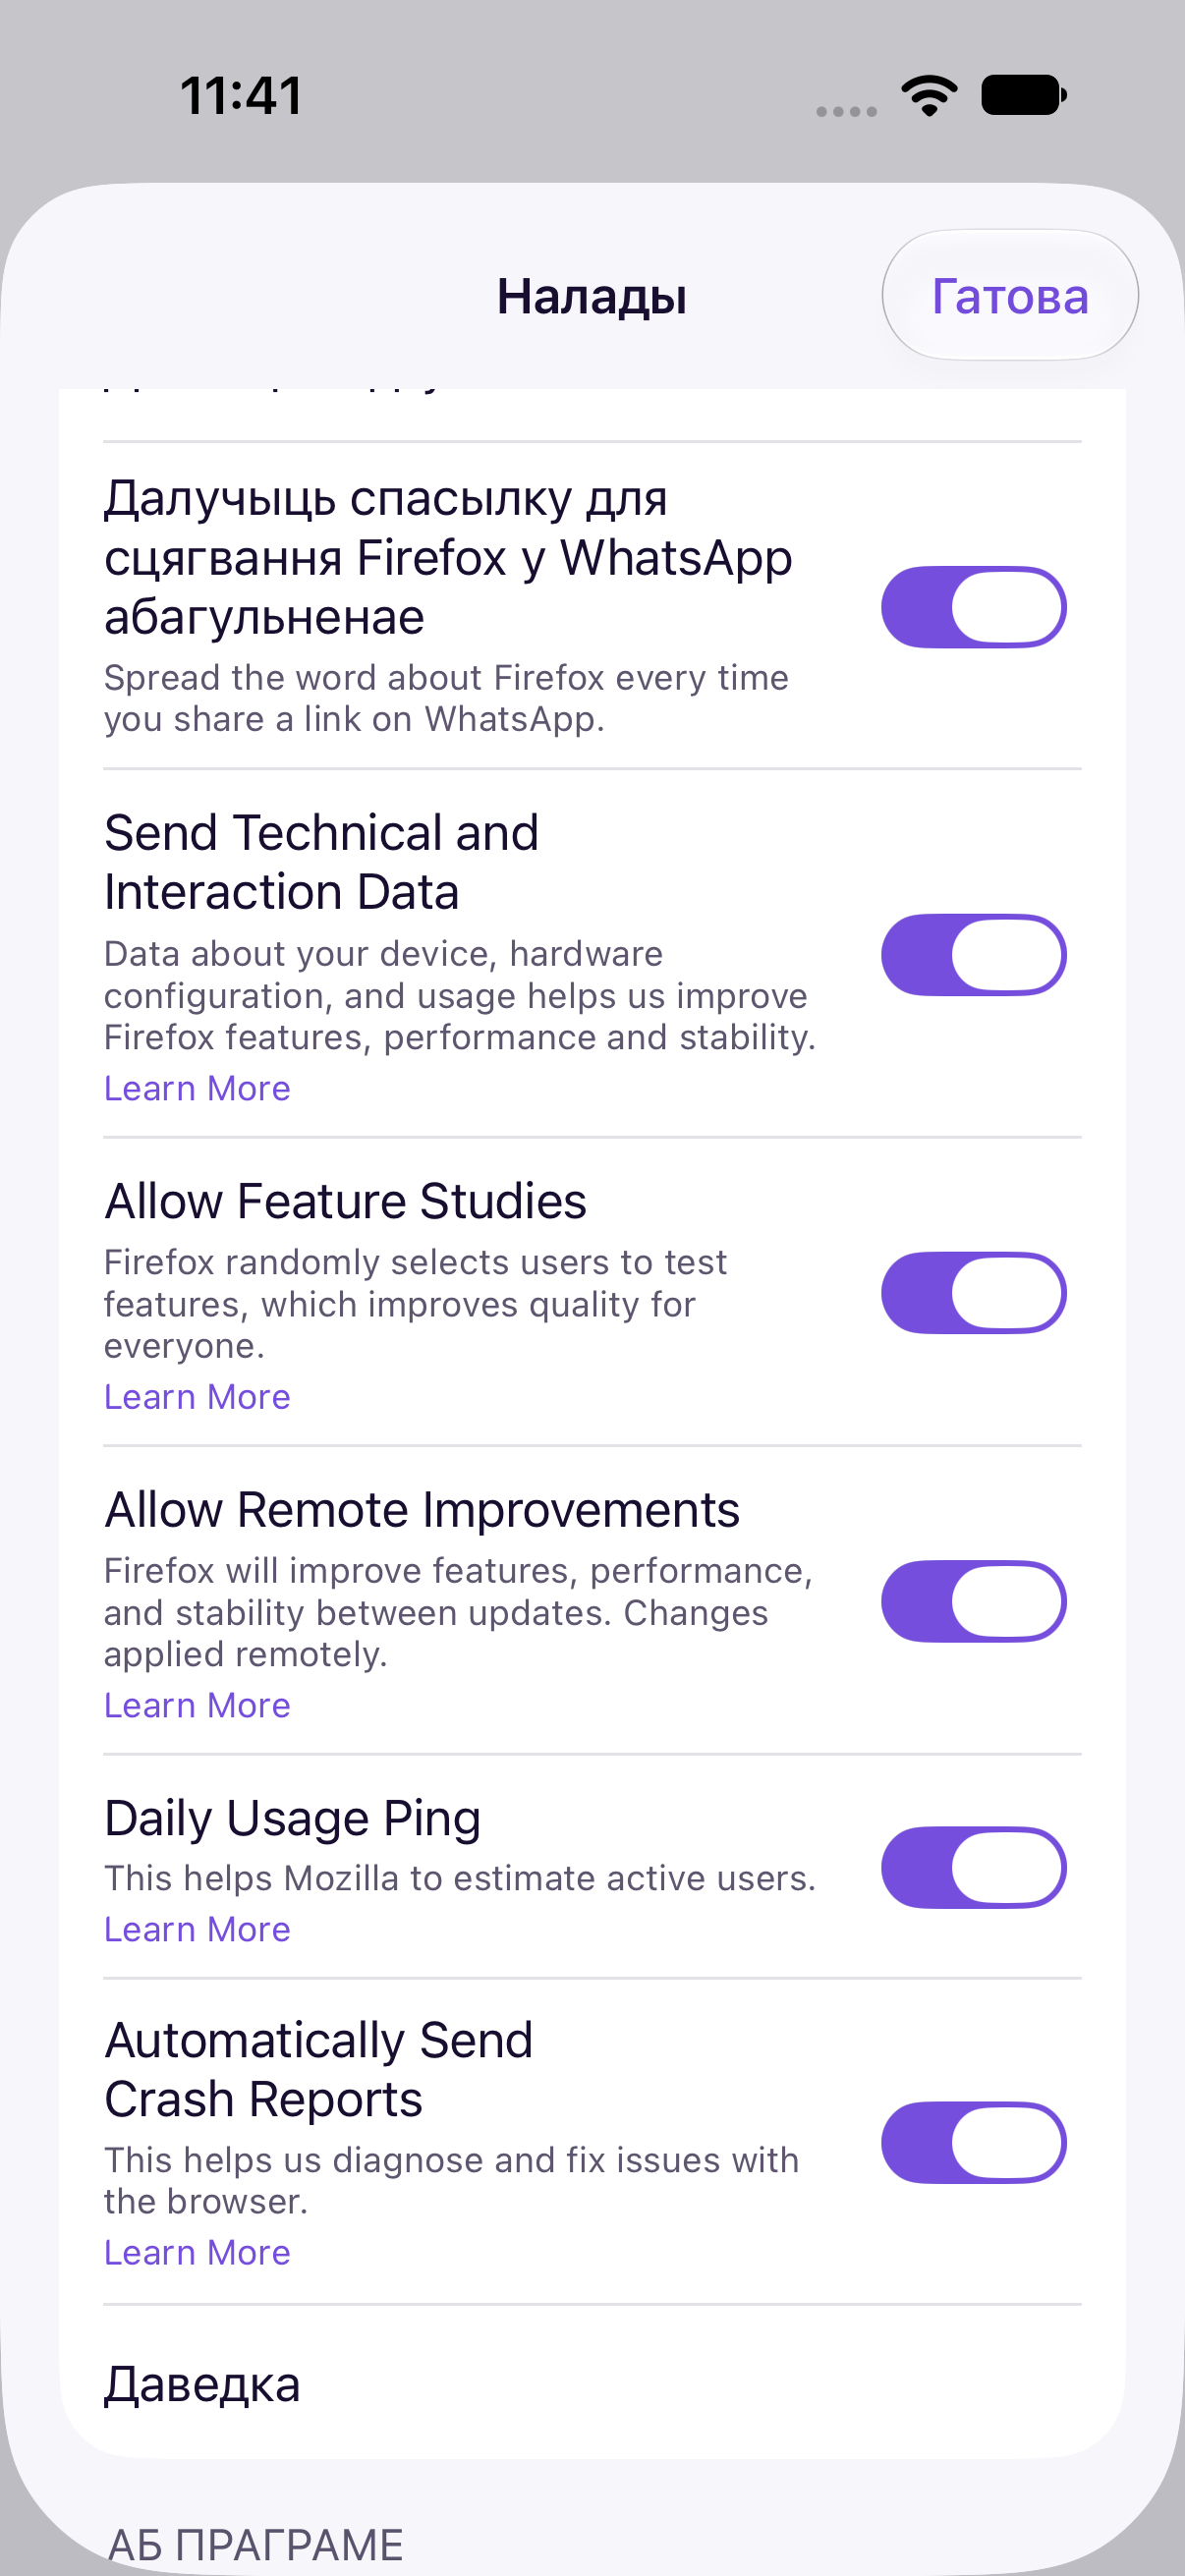 11:41
Налады
Гатова
Далучыць спасылку для
сцягвання Firefox у WhatsApp
абагульненае
Spread the word about Firefox every time
you share a link on WhatsApp.
Send Technical and
Interaction Data
Data about your device, hardware
configuration, and usage helps us improve
Firefox features, performance and stability.
Learn More
Allow Feature Studies
Firefox randomly selects users to test
features, which improves quality for
everyone.
Learn More
Allow Remote Improvements
Firefox will improve features, performance,
and stability between updates. Changes
applied remotely.
Learn More
Daily Usage Ping
This helps Mozilla to estimate active users.
Learn More
Automatically Send
Crash Reports
This helps us diagnose and fix issues with
the browser.
Learn More
Даведка
АБ ПРАГРАМЕ